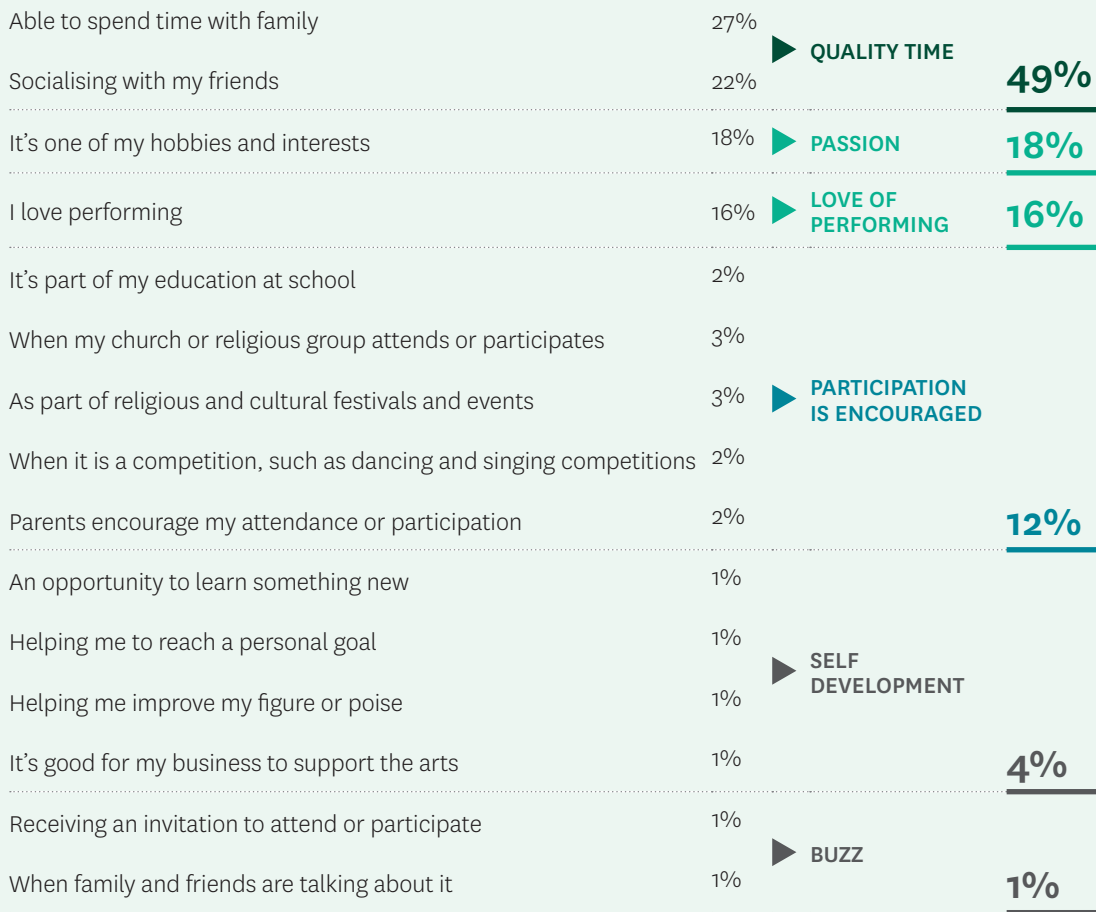 Able to spend time with family 27%
QUALITY TIME
Socialising with my friends 22% 49%
It’s one of my hobbies and interests 18% PASSION 18%
LOVE OF
I love performing 16% 16%
PERFORMING
It’s part of my education at school 2%
When my church or religious group attends or participates 3%
PARTICIPATION
As part of religious and cultural festivals and events 3%
IS ENCOURAGED
When it is a competition, such as dancing and singing competitions 2%
Parents encourage my attendance or participation 2% 12%
An opportunity to learn something new 1%
Helping me to reach a personal goal 1%
SELF
DEVELOPMENT
Helping me improve my figure or poise 1%
It’s good for my business to support the arts 1% 4%
Receiving an invitation to attend or participate 1%
BUZZ
When family and friends are talking about it 1% 1%